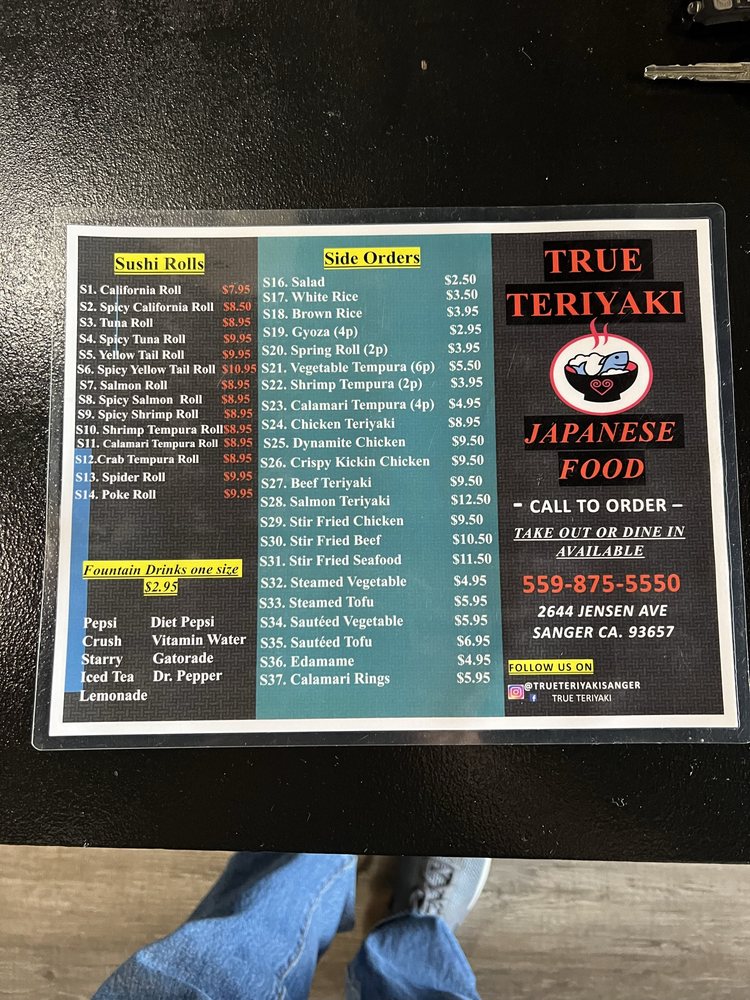 Sushi Rolls
S1. California Roll $7.95
S2. Spicy California Roll $8.50
S3. Tuna Roll $8.95
S4. Spicy Tuna Roll $9.95
S5. Yellow Tail Roll $9.95
S6. Spicy Yellow Tail Roll $10.95
S7. Salmon Roll $8.95
S8. Spicy Salmon Roll $8.95
S9. Spicy Shrimp Roll $8.95
S10. Shrimp Tempura Roll $8.95
S11. Calamari Tempura Roll $8.95
S12.Crab Tempura Roll $8.95
S13. Spider Roll $9.95
S14. Poke Roll $9.95
Fountain Drinks one size
$2.95
Pepsi Diet Pepsi
Crush Vitamin Water
Starry Gatorade
Iced Tea Dr. Pepper
Lemonade
Side Orders
S16. Salad $2.50
S17. White Rice $3.50
S18. Brown Rice $3.95
S19. Gyoza (4p) $2.95
S20. Spring Roll (2p) $3.95
S21. Vegetable Tempura (6p) $5.50
S22. Shrimp Tempura (2p) $3.95
S23. Calamari Tempura (4p) $4.95
S24. Chicken Teriyaki $8.95
S25. Dynamite Chicken $9.50
S26. Crispy Kickin Chicken $9.50
S27. Beef Teriyaki $9.50
S28. Salmon Teriyaki $12.50
S29. Stir Fried Chicken $9.50
S30. Stir Fried Beef $10.50
S31. Stir Fried Seafood $11.50
S32. Steamed Vegetable $4.95
S33. Steamed Tofu $5.95
S34. Sautéed Vegetable $5.95
S35. Sautéed Tofu $6.95
S36. Edamame $4.95
S37. Calamari Rings $5.95
TRUE
TERIYAKI
JAPANESE
FOOD
- CALL TO ORDER –
TAKE OUT OR DINE IN
AVAILABLE
559-875-5550
2644 JENSEN AVE
SANGER CA. 93657
FOLLOW US ON
@TRUETERIYAKISANGER
TRUE TERIYAKI